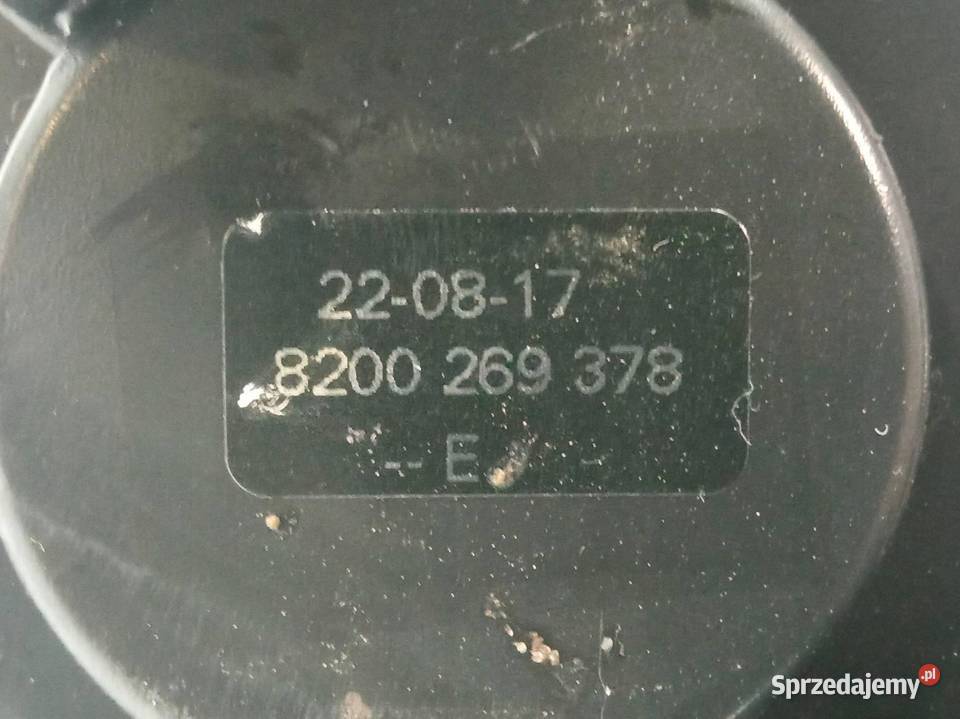 22-08-17
8200 269 378
-- E -
Sprzedajemy.pl